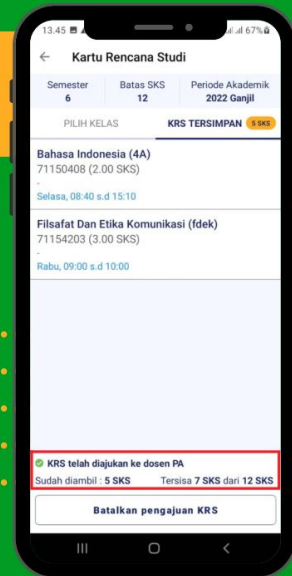 13.45
67%
← Kartu Rencana Studi
Semester Batas SKS Periode Akademik
6 12 2022 Ganjil
PILIH KELAS KRS TERSIMPAN 5 SKS
Bahasa Indonesia (4A)
71150408 (2.00 SKS)
-
Selasa, 08:40 s.d 15:10
Filsafat Dan Etika Komunikasi (fdek)
71154203 (3.00 SKS)
-
Rabu, 09:00 s.d 10:00
KRS telah diajukan ke dosen PA
Sudah diambil : 5 SKS Tersisa 7 SKS dari 12 SKS
Batalkan pengajuan KRS